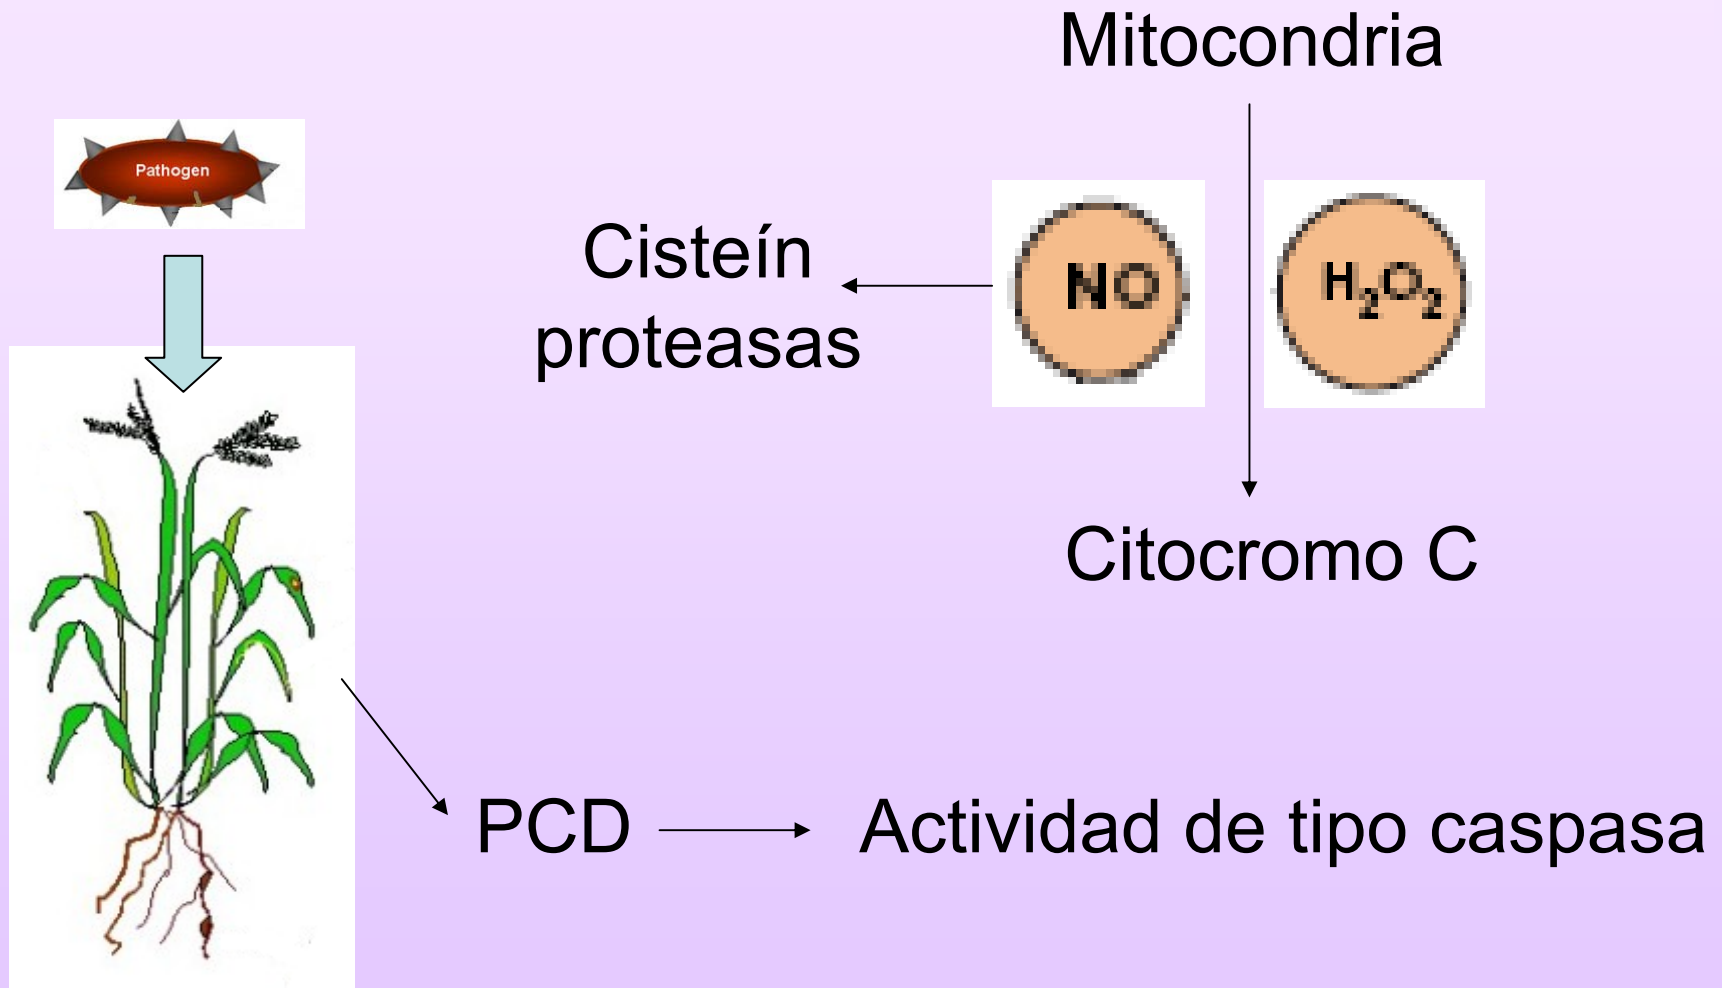 Mitocondria
Pathogen
Cisteín
proteasas
NO
H₂O₂
Citocromo C
PCD
Actividad de tipo caspasa